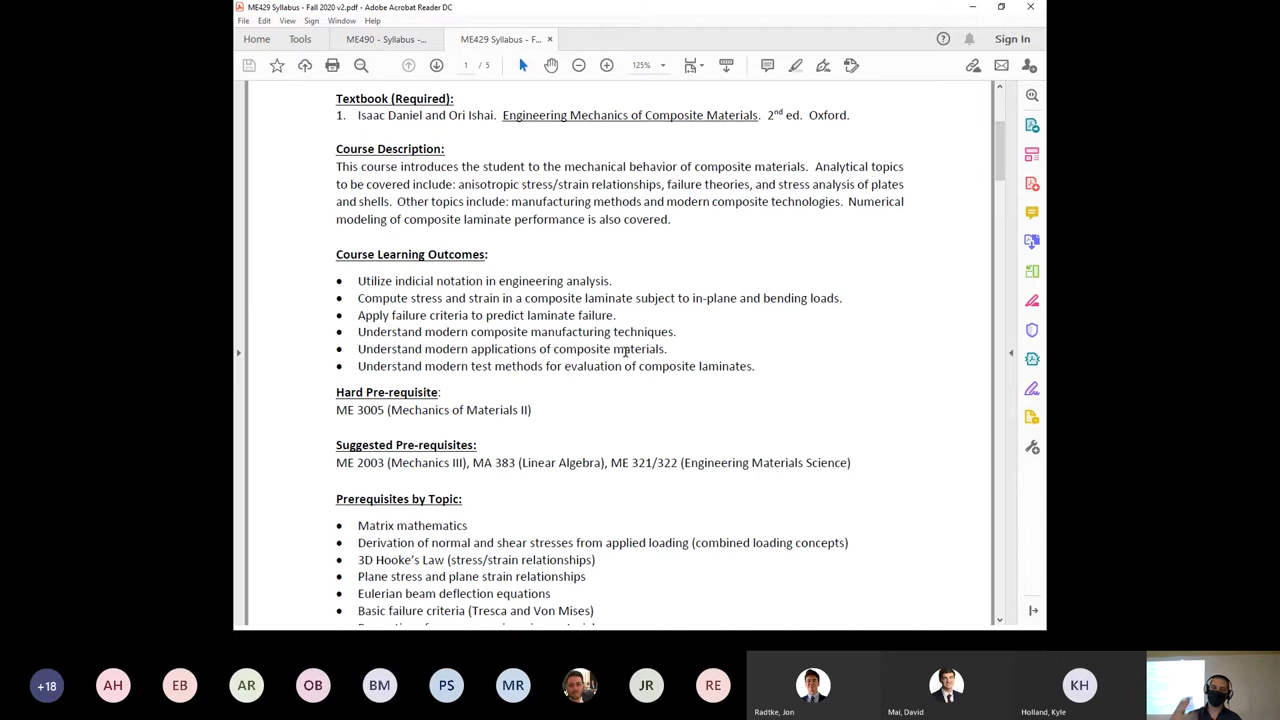 ME429 Syllabus - Fall 2020 v2.pdf - Adobe Acrobat Reader DC
File Edit View Sign Window Help
Home Tools ME490 - Syllabus -... ME429 Syllabus - F... ×
Sign In
1 / 5 125%
Textbook (Required):
1. Isaac Daniel and Ori Ishai. Engineering Mechanics of Composite Materials. 2nd ed. Oxford.
Course Description:
This course introduces the student to the mechanical behavior of composite materials. Analytical topics
to be covered include: anisotropic stress/strain relationships, failure theories, and stress analysis of plates
and shells. Other topics include: manufacturing methods and modern composite technologies. Numerical
modeling of composite laminate performance is also covered.
Course Learning Outcomes:
• Utilize indicial notation in engineering analysis.
• Compute stress and strain in a composite laminate subject to in-plane and bending loads.
• Apply failure criteria to predict laminate failure.
• Understand modern composite manufacturing techniques.
• Understand modern applications of composite materials.
• Understand modern test methods for evaluation of composite laminates.
Hard Pre-requisite:
ME 3005 (Mechanics of Materials II)
Suggested Pre-requisites:
ME 2003 (Mechanics III), MA 383 (Linear Algebra), ME 321/322 (Engineering Materials Science)
Prerequisites by Topic:
• Matrix mathematics
• Derivation of normal and shear stresses from applied loading (combined loading concepts)
• 3D Hooke's Law (stress/strain relationships)
• Plane stress and plane strain relationships
• Eulerian beam deflection equations
• Basic failure criteria (Tresca and Von Mises)
+18 AH EB AR OB BM PS MR JR RE KH
Radtke, Jon Mai, David Holland, Kyle